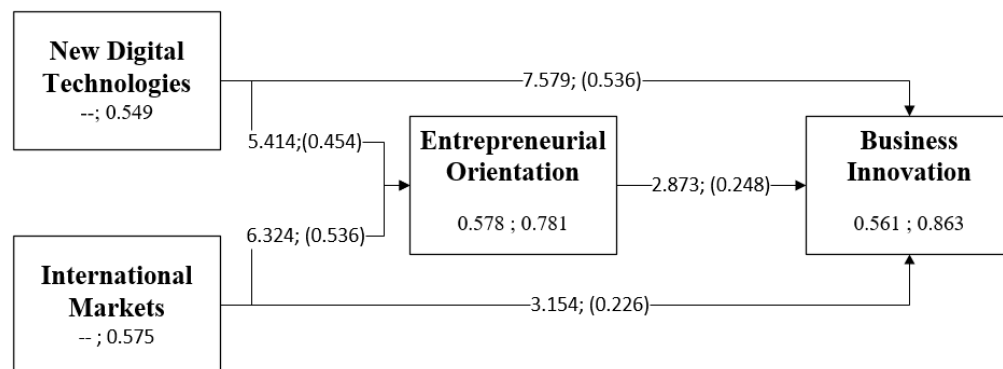 New Digital
Technologies
--; 0.549
7.579; (0.536)
5.414;(0.454)
Entrepreneurial
Orientation
0.578 ; 0.781
2.873; (0.248)
Business
Innovation
0.561 ; 0.863
6.324; (0.536)
International
Markets
-- ; 0.575
3.154; (0.226)